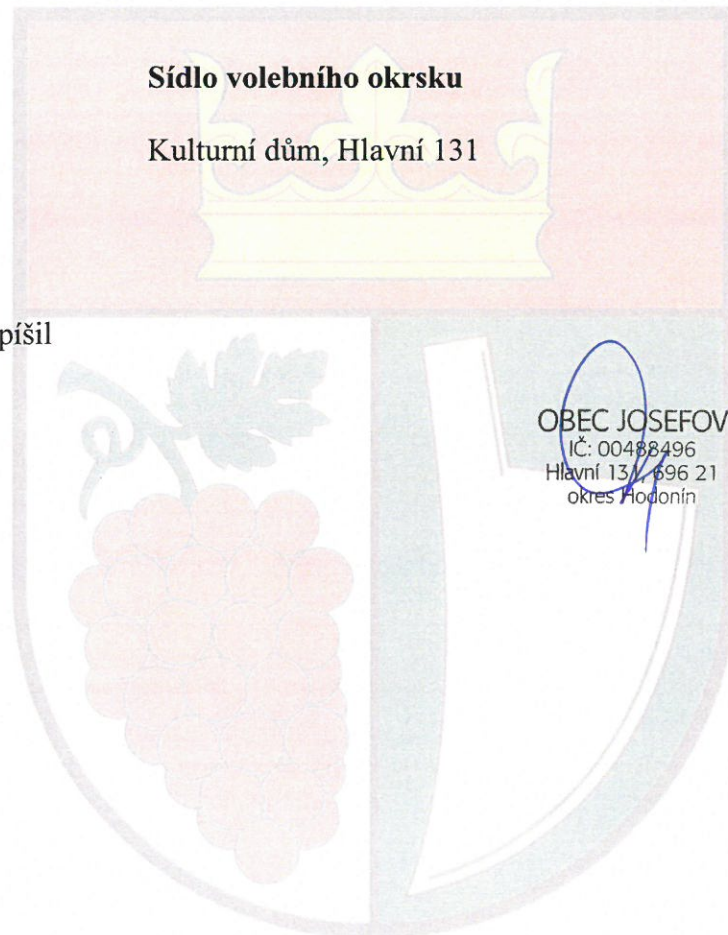 Sídlo volebního okrsku
Kulturní dům, Hlavní 131
píšil
OBEC JOSEFOV
IČ: 00488496
Hlavní 131, 696 21
okres Hodonín